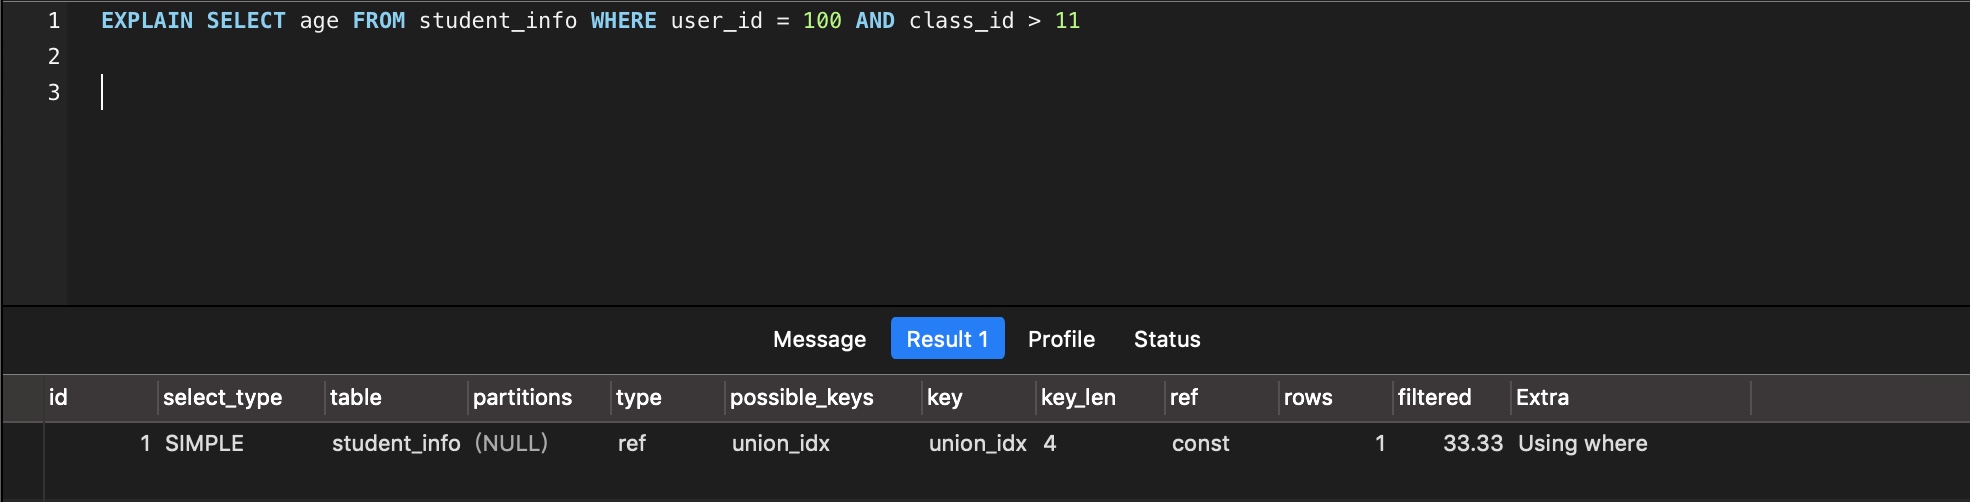 1 EXPLAIN SELECT age FROM student_info WHERE user_id = 100 AND class_id > 11
2
3
Message Result 1 Profile Status
id select_type table partitions type possible_keys key key_len ref rows filtered Extra
1 SIMPLE student_info (NULL) ref union_idx union_idx 4 const 1 33.33 Using where